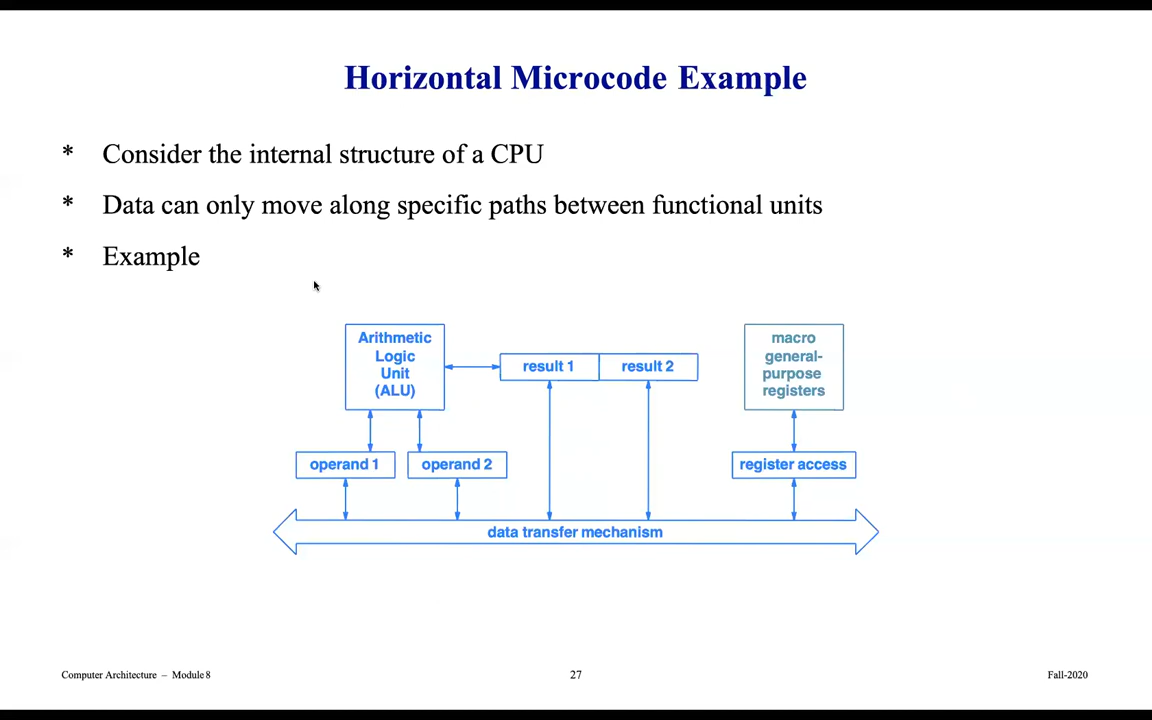 Horizontal Microcode Example
* Consider the internal structure of a CPU
* Data can only move along specific paths between functional units
* Example
Arithmetic
Logic
Unit
(ALU)
result 1
result 2
macro
general-
purpose
registers
operand 1
operand 2
register access
data transfer mechanism
Computer Architecture – Module 8
27
Fall-2020